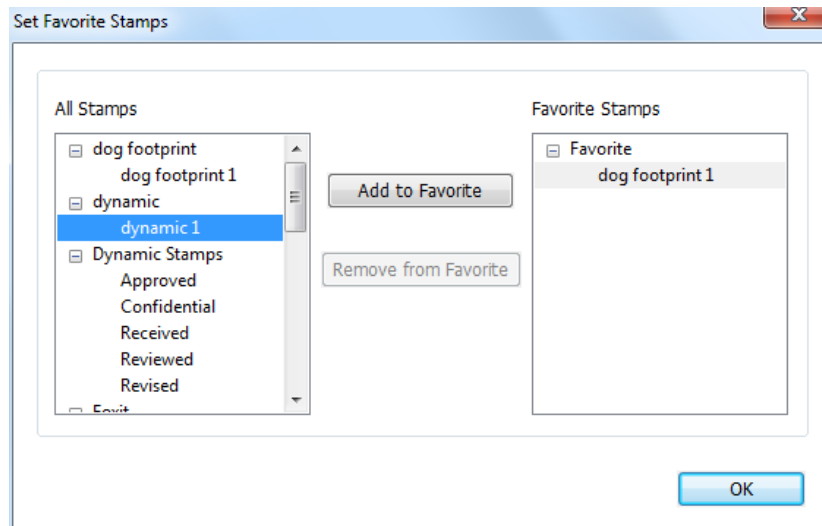 Set Favorite Stamps
All Stamps
dog footprint
dog footprint 1
dynamic
dynamic 1
Dynamic Stamps
Approved
Confidential
Received
Reviewed
Revised
Foxit
Add to Favorite
Remove from Favorite
Favorite Stamps
Favorite
dog footprint 1
OK